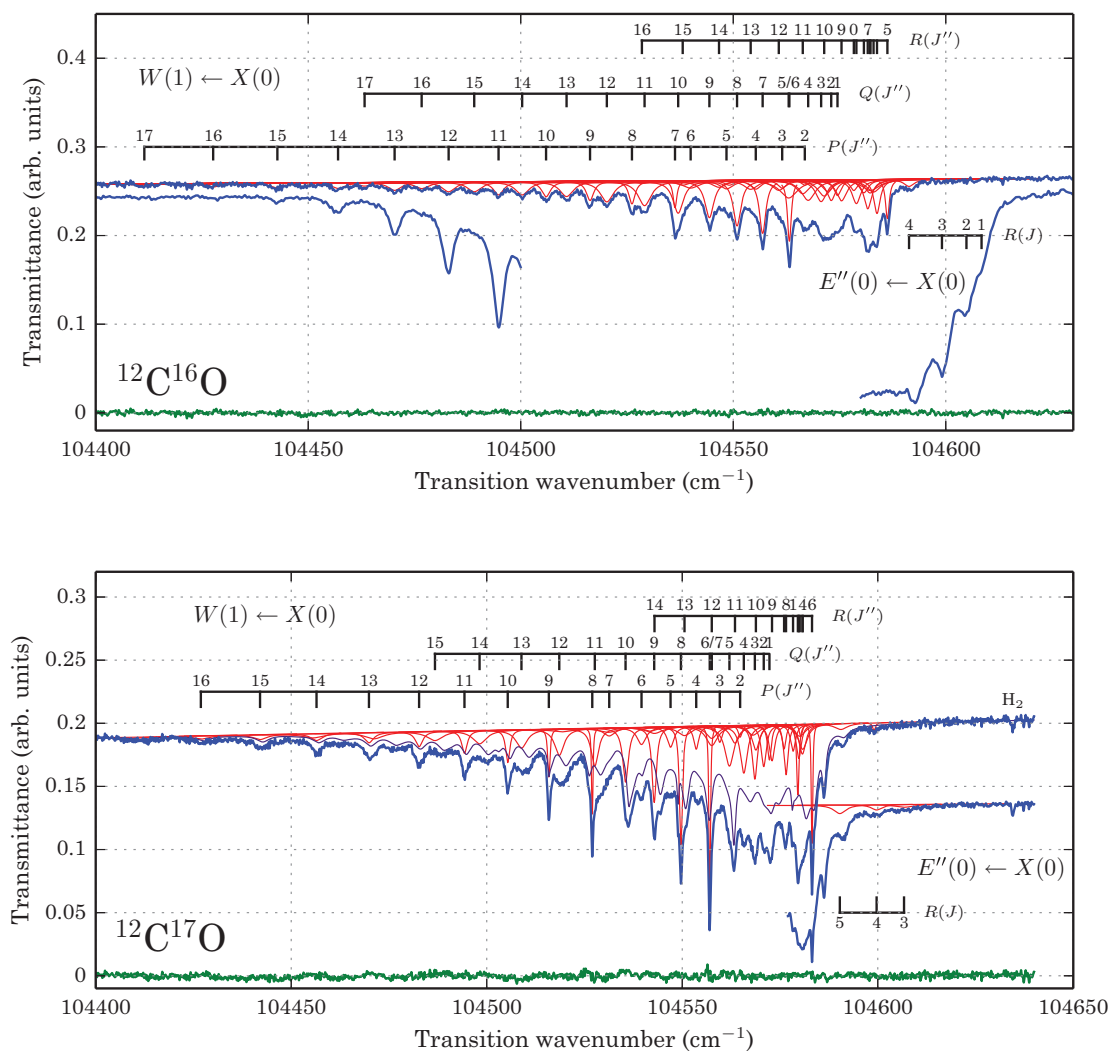 0.4
0.3
0.2
0.1
0
Transmittance (arb. units)
W(1) ← X(0)
16 15 14 13 12 11 10 9 0 7 5 R(J'')
17 16 15 14 13 12 11 10 9 8 7 5/6 4 3 2 1 Q(J'')
17 16 15 14 13 12 11 10 9 8 7 6 5 4 3 2 P(J'')
4 3 2 1 R(J)
E''(0) ← X(0)
¹²C¹⁶O
104400 104450 104500 104550 104600
Transition wavenumber (cm⁻¹)
0.3
0.25
0.2
0.15
0.1
0.05
0
Transmittance (arb. units)
W(1) ← X(0)
14 13 12 11 10 9 8 1 4 6 R(J'')
15 14 13 12 11 10 9 8 6/7 5 4 3 2 1 Q(J'')
16 15 14 13 12 11 10 9 8 7 6 5 4 3 2 P(J'')
H₂
E''(0) ← X(0)
5 4 3 R(J)
¹²C¹⁷O
104400 104450 104500 104550 104600 104650
Transition wavenumber (cm⁻¹)